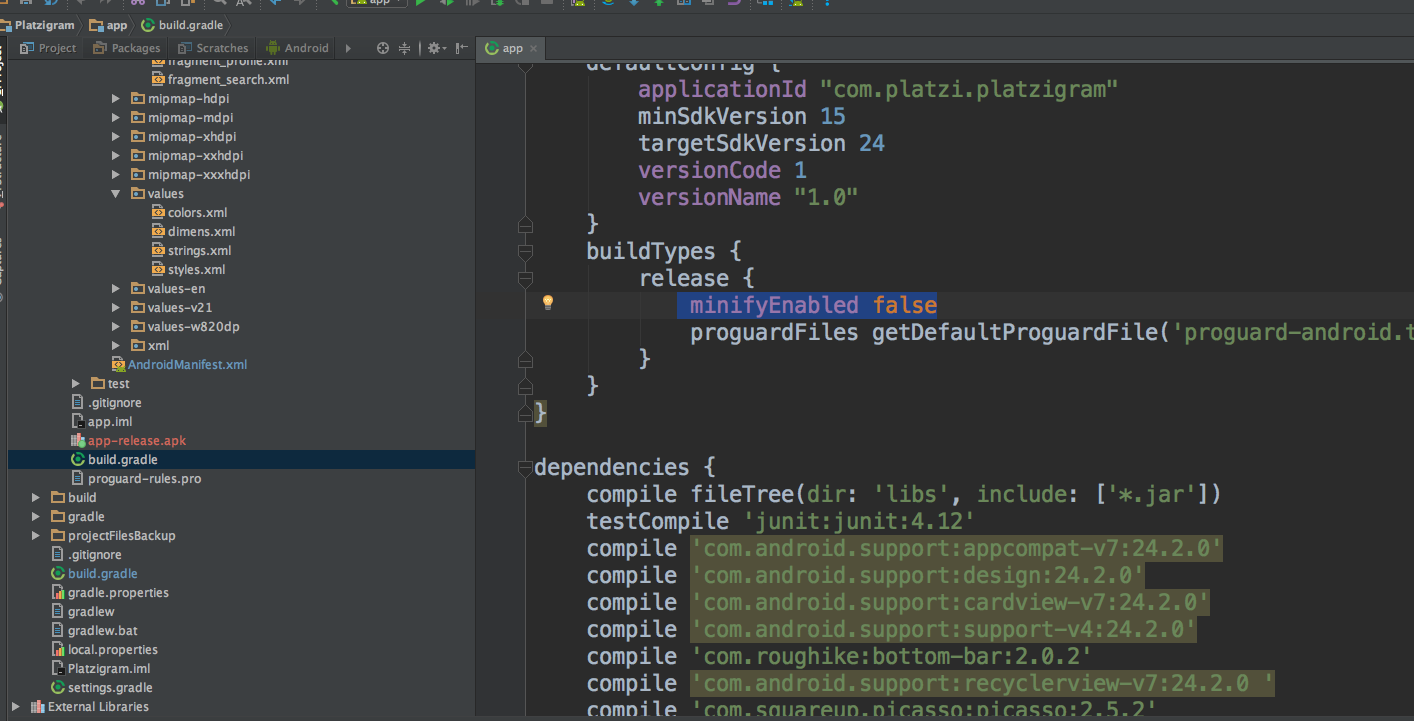 app
Platzigram app build.gradle
Project Packages Scratches Android
app
fragment_profile.xml
fragment_search.xml
mipmap-hdpi
mipmap-mdpi
mipmap-xhdpi
mipmap-xxhdpi
mipmap-xxxhdpi
values
colors.xml
dimens.xml
strings.xml
styles.xml
values-en
values-v21
values-w820dp
xml
AndroidManifest.xml
test
.gitignore
app.iml
app-release.apk
build.gradle
proguard-rules.pro
build
gradle
projectFilesBackup
.gitignore
build.gradle
gradle.properties
gradlew
gradlew.bat
local.properties
Platzigram.iml
settings.gradle
External Libraries
defaultConfig {
applicationId "com.platzi.platzigram"
minSdkVersion 15
targetSdkVersion 24
versionCode 1
versionName "1.0"
}
buildTypes {
release {
minifyEnabled false
proguardFiles getDefaultProguardFile('proguard-android.t
}
}
}
dependencies {
compile fileTree(dir: 'libs', include: ['*.jar'])
testCompile 'junit:junit:4.12'
compile 'com.android.support:appcompat-v7:24.2.0'
compile 'com.android.support:design:24.2.0'
compile 'com.android.support:cardview-v7:24.2.0'
compile 'com.android.support:support-v4:24.2.0'
compile 'com.roughike:bottom-bar:2.0.2'
compile 'com.android.support:recyclerview-v7:24.2.0 '
compile 'com.squareup.picasso:picasso:2.5.2'